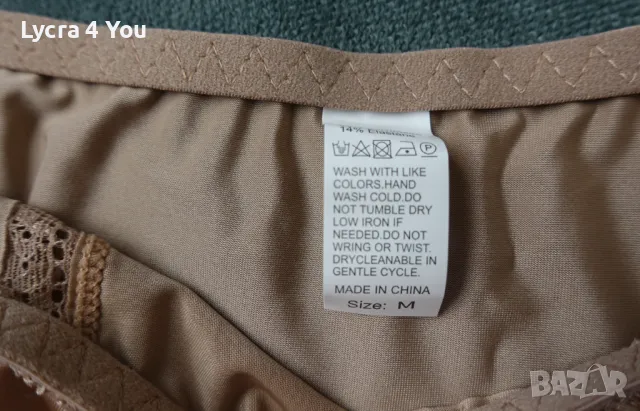 Lycra 4 You
14% Elastane
WASH WITH LIKE
COLORS.HAND
WASH COLD.DO
NOT TUMBLE DRY
LOW IRON IF
NEEDED.DO NOT
WRING OR TWIST.
DRYCLEANABLE IN
GENTLE CYCLE.
MADE IN CHINA
Size: M
BAZAR